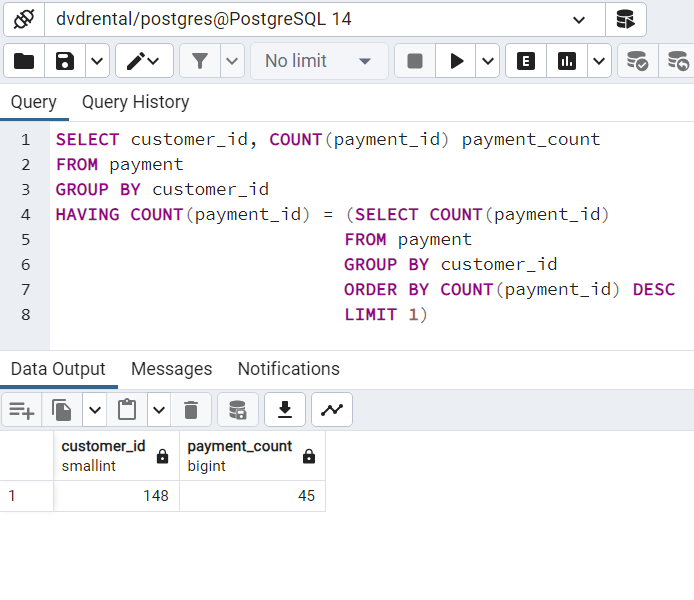 dvdrental/postgres@PostgreSQL 14
No limit
E
Query Query History
1 SELECT customer_id, COUNT(payment_id) payment_count
2 FROM payment
3 GROUP BY customer_id
4 HAVING COUNT(payment_id) = (SELECT COUNT(payment_id)
5 FROM payment
6 GROUP BY customer_id
7 ORDER BY COUNT(payment_id) DESC
8 LIMIT 1)
Data Output Messages Notifications
customer_id payment_count
smallint bigint
1 148 45